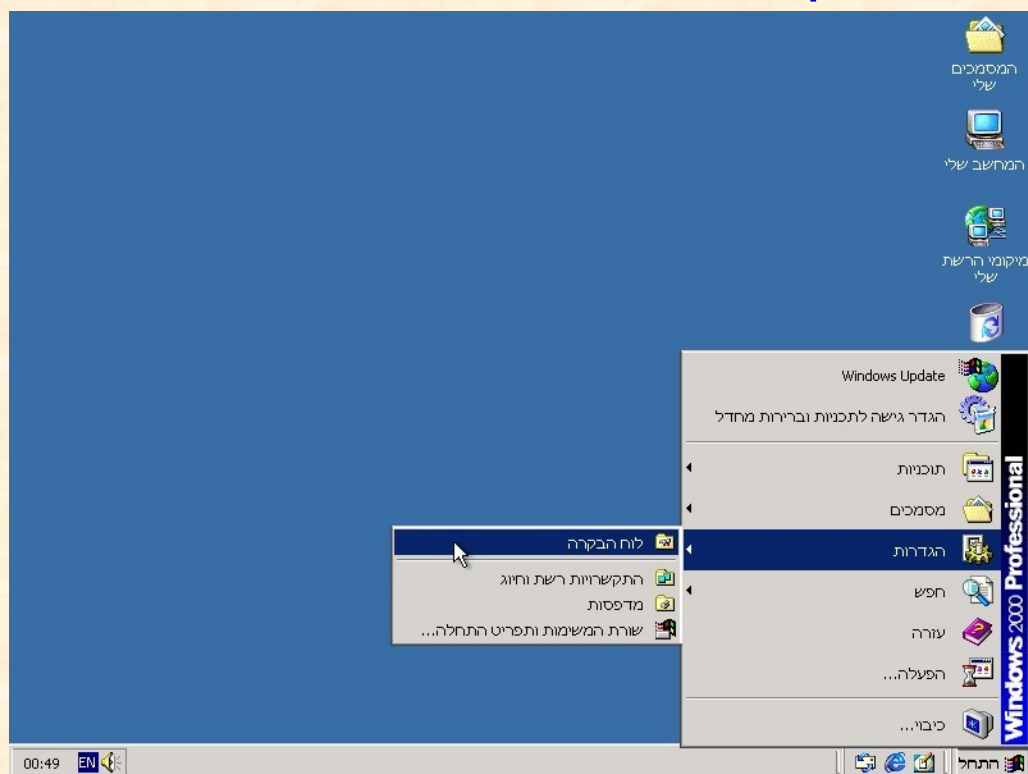 המסמכים
שלי
המחשב שלי
מיקומי הרשת
שלי
Windows Update
הגדר גישה לתכניות וברירות מחדל
תוכניות
מסמכים
הגדרות
חפש
עזרה
הפעלה...
כיבוי...
Windows 2000 Professional
לוח הבקרה
התקשרויות רשת וחיוג
מדפסות
שורת המשימות ותפריט התחלה...
התחל
EN
00:49